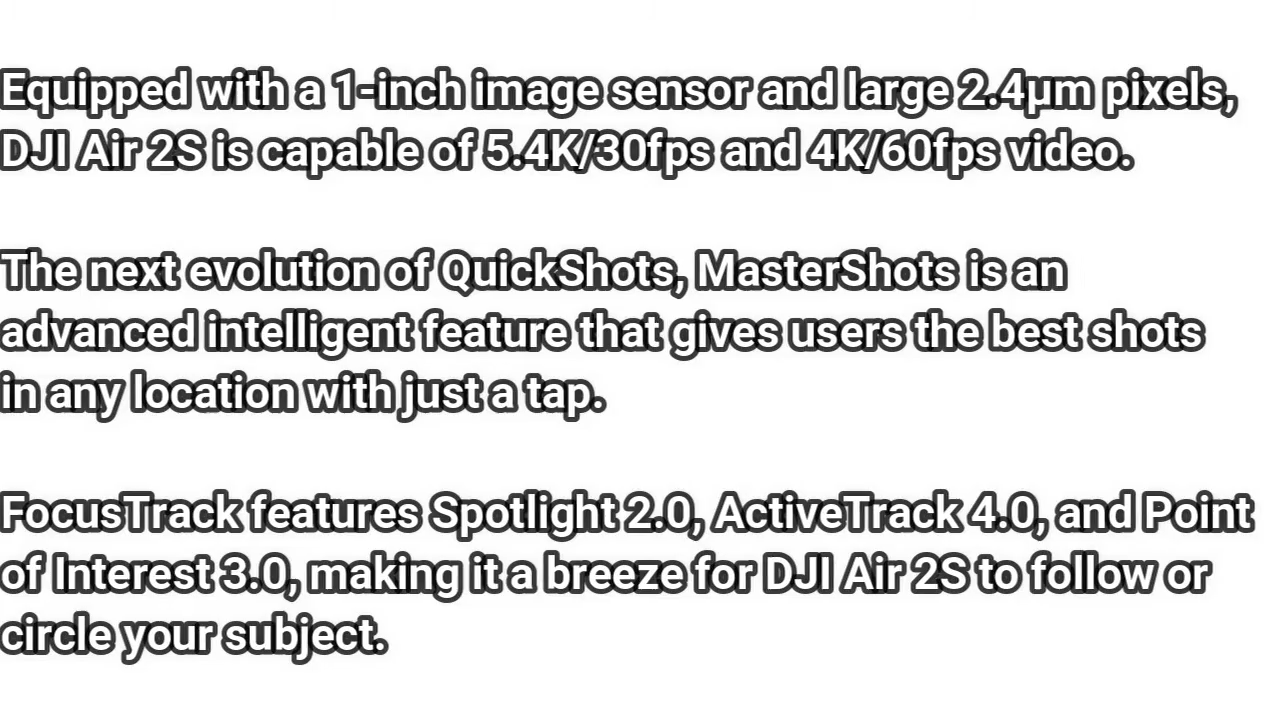 Equipped with a 1-inch image sensor and large 2.4μm pixels,
DJI Air 2S is capable of 5.4K/30fps and 4K/60fps video.
The next evolution of QuickShots, MasterShots is an
advanced intelligent feature that gives users the best shots
in any location with just a tap.
FocusTrack features Spotlight 2.0, ActiveTrack 4.0, and Point
of Interest 3.0, making it a breeze for DJI Air 2S to follow or
circle your subject.